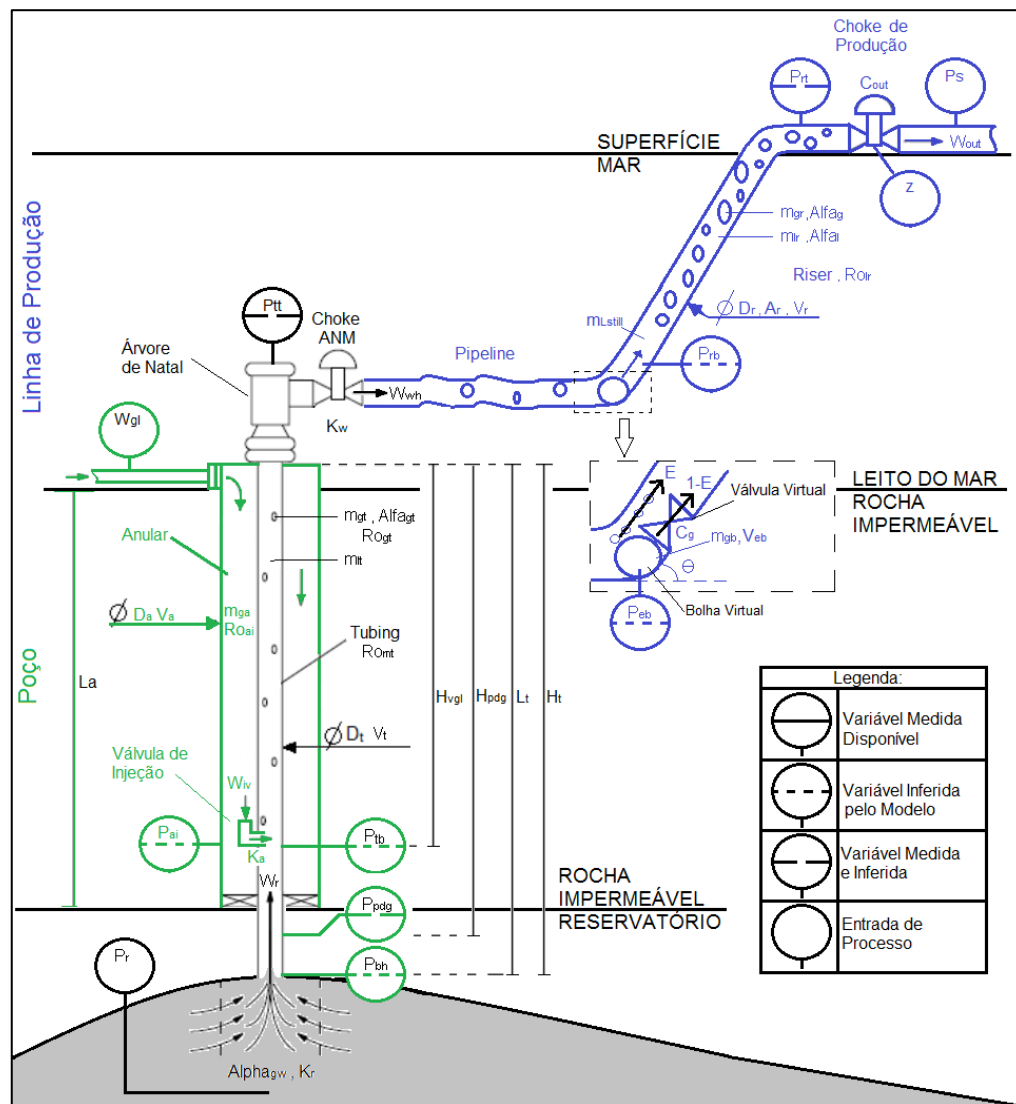 Choke de
Produção
Prt
Cout
Ps
SUPERFÍCIE
MAR
Wout
z
mgr, Alfag
mlr, Alfal
Riser , Rolr
Linha de Produção
Ptt
Choke
ANM
mLstill
Ø Dr, Ar, Vr
Prb
Árvore
de Natal
Pipeline
Wwh
Kw
Wgl
E
1-E
Válvula Virtual
LEITO DO MAR
ROCHA
IMPERMEÁVEL
mgt , Alfagt
Rogt
mlt
Cg
mgb, Veb
θ
Anular
Bolha Virtual
Peb
Ø Da Va
mga
Roai
Tubing
Romt
Poço
La
Hvgl
Hpdg
Lt
Ht
Legenda:
Variável Medida
Disponível
Ø Dt Vt
Válvula de
Injeção
Wiv
Variável Inferida
pelo Modelo
Pai
Ka
Ptb
Variável Medida
e Inferida
Wr
ROCHA
IMPERMEÁVEL
RESERVATÓRIO
Ppdg
Entrada de
Processo
Pr
Pbh
Alphagw , Kr